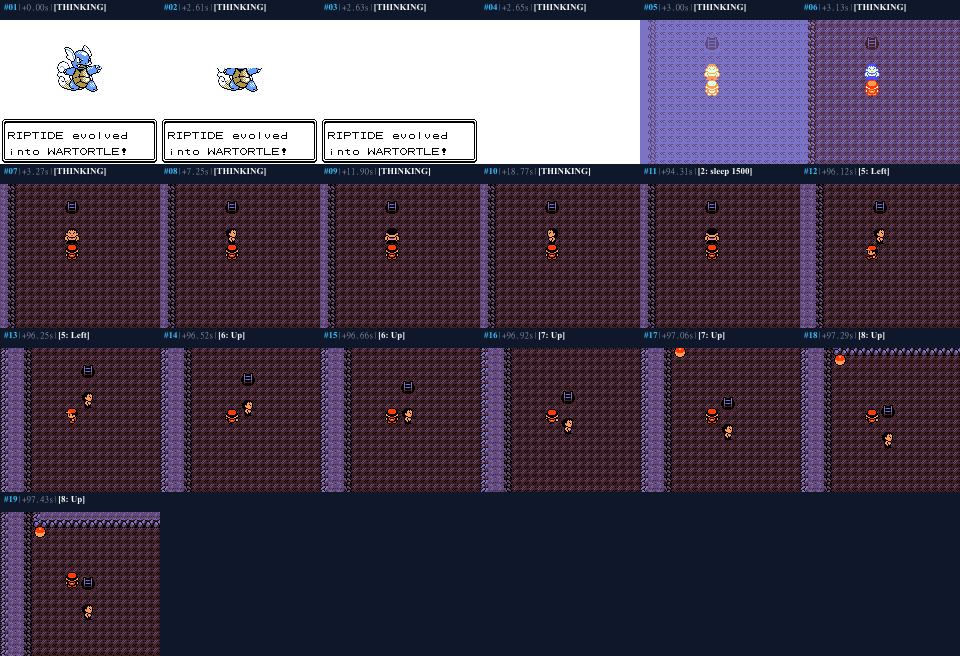 #01|+0.00s|[THINKING]
#02|+2.61s|[THINKING]
#03|+2.63s|[THINKING]
#04|+2.65s|[THINKING]
#05|+3.00s|[THINKING]
#06|+3.13s|[THINKING]
RIPTIDE evolved
into WARTORTLE!
RIPTIDE evolved
into WARTORTLE!
RIPTIDE evolved
into WARTORTLE!
#07|+3.27s|[THINKING]
#08|+7.25s|[THINKING]
#09|+11.90s|[THINKING]
#10|+18.77s|[THINKING]
#11|+94.31s|[2: sleep 1500]
#12|+96.12s|[5: Left]
#13|+96.25s|[5: Left]
#14|+96.52s|[6: Up]
#15|+96.66s|[6: Up]
#16|+96.92s|[7: Up]
#17|+97.06s|[7: Up]
#18|+97.29s|[8: Up]
#19|+97.43s|[8: Up]